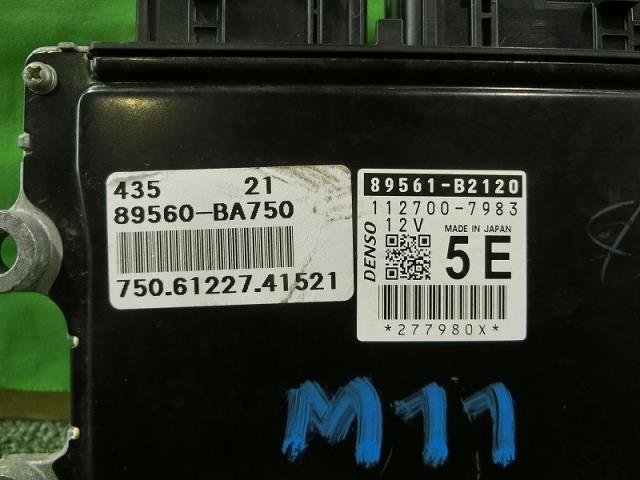 435 21
89560-BA750
750-61227-41521
89561-B2120
112700-7983
DENSO
12V MADE IN JAPAN
5E
*277980X*
M11